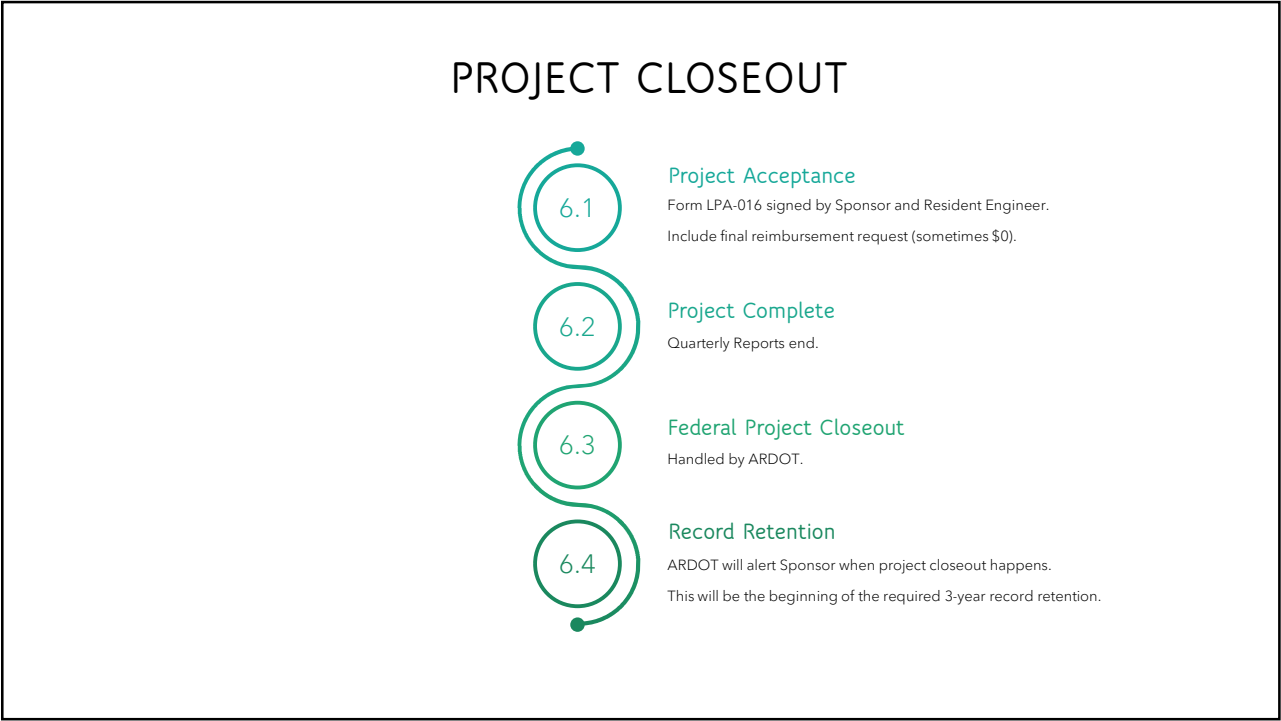 PROJECT CLOSEOUT
6.1
Project Acceptance
Form LPA-016 signed by Sponsor and Resident Engineer.
Include final reimbursement request (sometimes $0).
6.2
Project Complete
Quarterly Reports end.
6.3
Federal Project Closeout
Handled by ARDOT.
6.4
Record Retention
ARDOT will alert Sponsor when project closeout happens.
This will be the beginning of the required 3-year record retention.